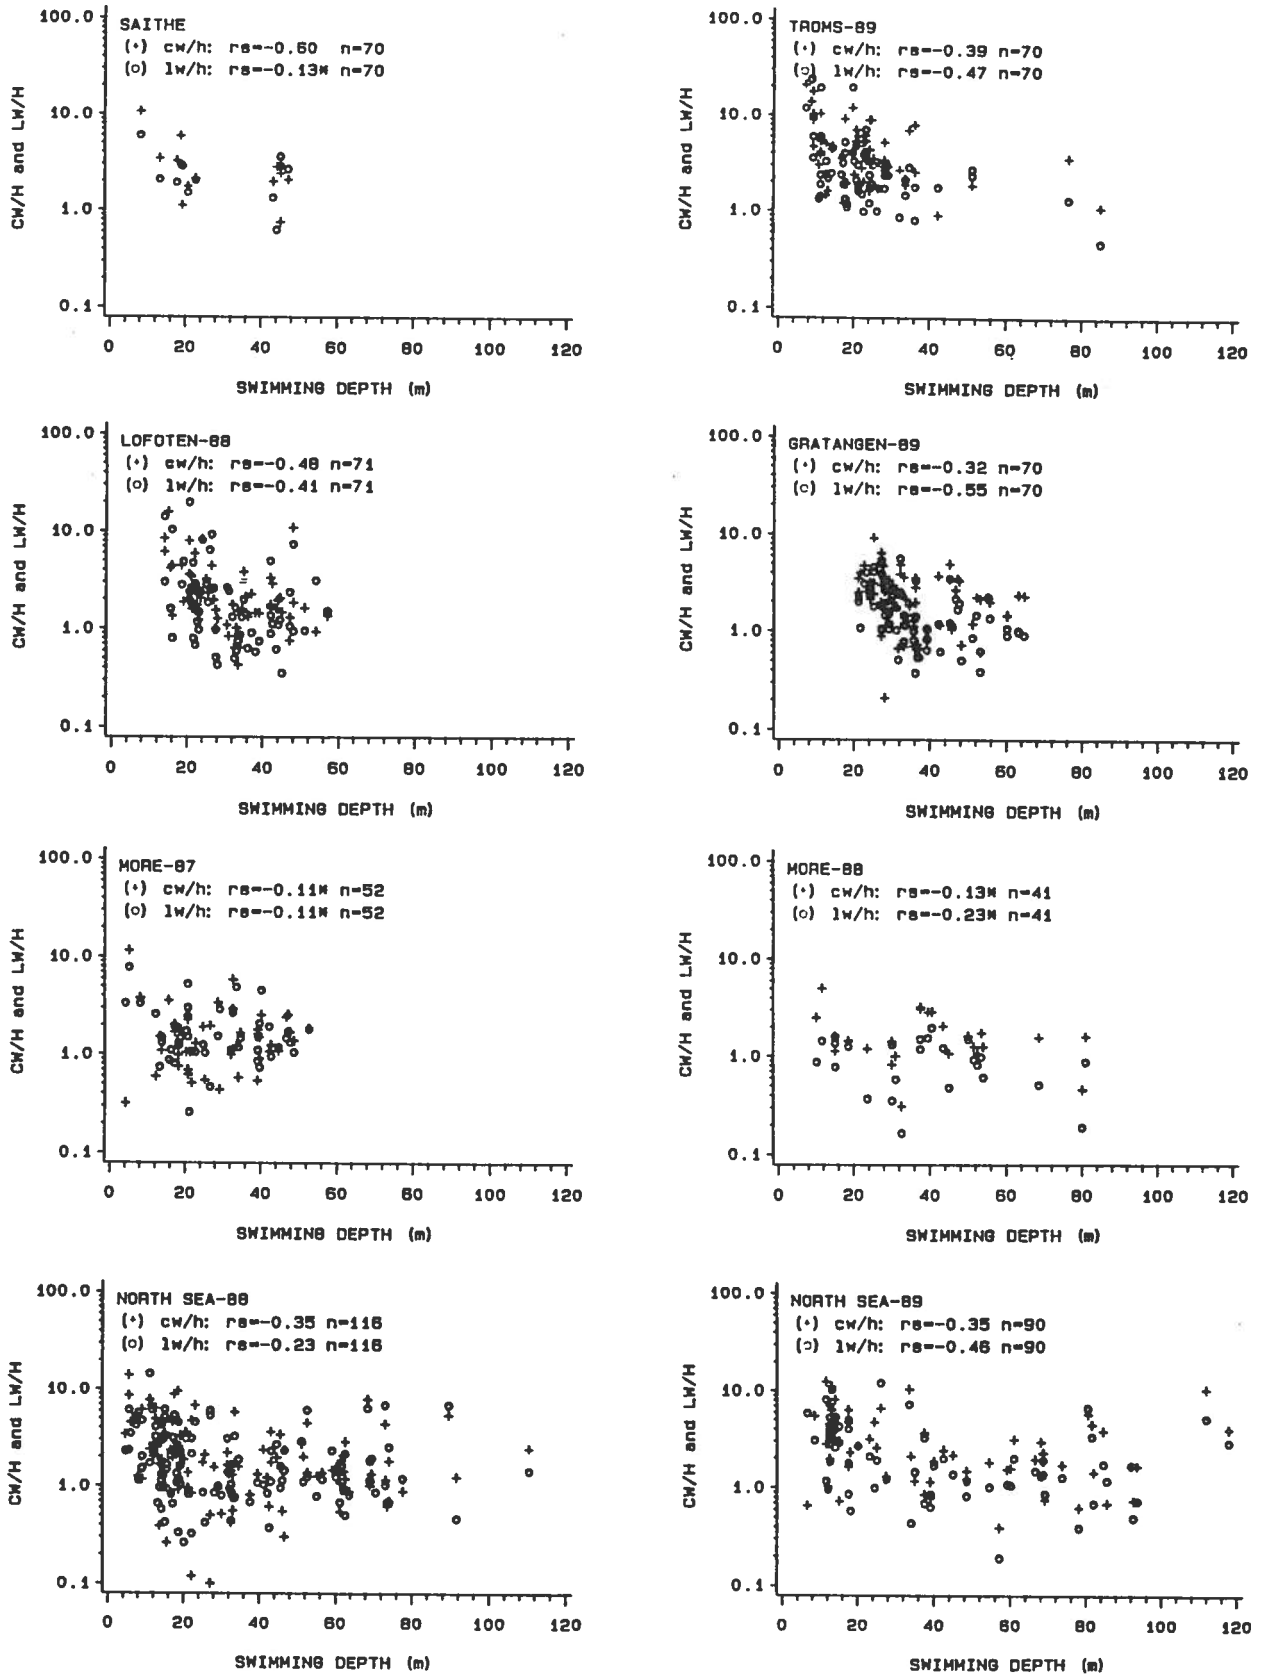 SAITHE
(+) cw/h: rs=-0.60 n=70
(o) lw/h: rs=-0.13* n=70
100.0
10.0
1.0
0.1
CW/H and LW/H
0 20 40 60 80 100 120
SWIMMING DEPTH (m)
TROMS-89
(+) cw/h: rs=-0.39 n=70
(o) lw/h: rs=-0.47 n=70
100.0
10.0
1.0
0.1
CW/H and LW/H
0 20 40 60 80 100 120
SWIMMING DEPTH (m)
LOFOTEN-88
(+) cw/h: rs=-0.48 n=71
(o) lw/h: rs=-0.41 n=71
100.0
10.0
1.0
0.1
CW/H and LW/H
0 20 40 60 80 100 120
SWIMMING DEPTH (m)
GRATANGEN-89
(+) cw/h: rs=-0.32 n=70
(o) lw/h: rs=-0.55 n=70
100.0
10.0
1.0
0.1
CW/H and LW/H
0 20 40 60 80 100 120
SWIMMING DEPTH (m)
MORE-87
(+) cw/h: rs=-0.11* n=52
(o) lw/h: rs=-0.11* n=52
100.0
10.0
1.0
0.1
CW/H and LW/H
0 20 40 60 80 100 120
SWIMMING DEPTH (m)
MORE-88
(+) cw/h: rs=-0.13* n=41
(o) lw/h: rs=-0.23* n=41
100.0
10.0
1.0
0.1
CW/H and LW/H
0 20 40 60 80 100 120
SWIMMING DEPTH (m)
NORTH SEA-88
(+) cw/h: rs=-0.35 n=116
(o) lw/h: rs=-0.23 n=116
100.0
10.0
1.0
0.1
CW/H and LW/H
0 20 40 60 80 100 120
SWIMMING DEPTH (m)
NORTH SEA-89
(+) cw/h: rs=-0.35 n=90
(o) lw/h: rs=-0.46 n=90
100.0
10.0
1.0
0.1
CW/H and LW/H
0 20 40 60 80 100 120
SWIMMING DEPTH (m)